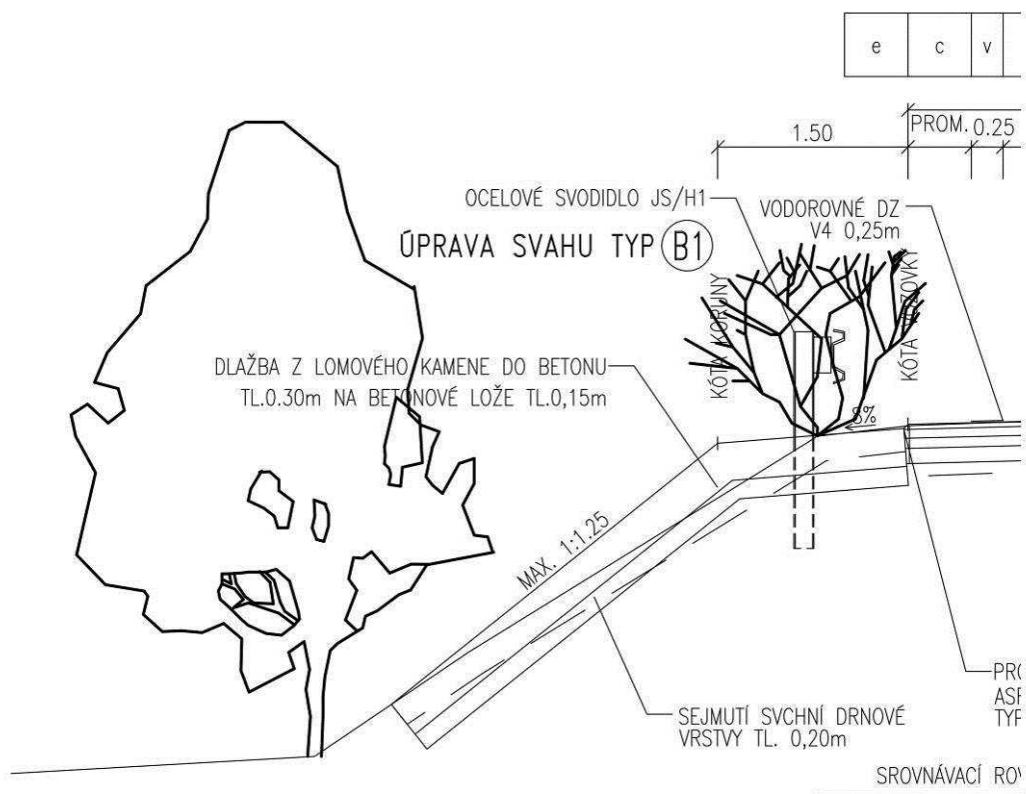 e c v
1.50
PROM. 0.25
OCELOVÉ SVODIDLO JS/H1
VODOROVNÉ DZ
V4 0,25m
ÚPRAVA SVAHU TYP B1
KÓTA KORUNY
KÓTA VOZOVKY
DLAŽBA Z LOMOVÉHO KAMENE DO BETONU
TL.0.30m NA BETONOVÉ LOŽE TL.0,15m
8%
MAX. 1:1.25
SEJMUTÍ SVCHNÍ DRNOVÉ
VRSTVY TL. 0,20m
TYP
SROVNÁVACÍ